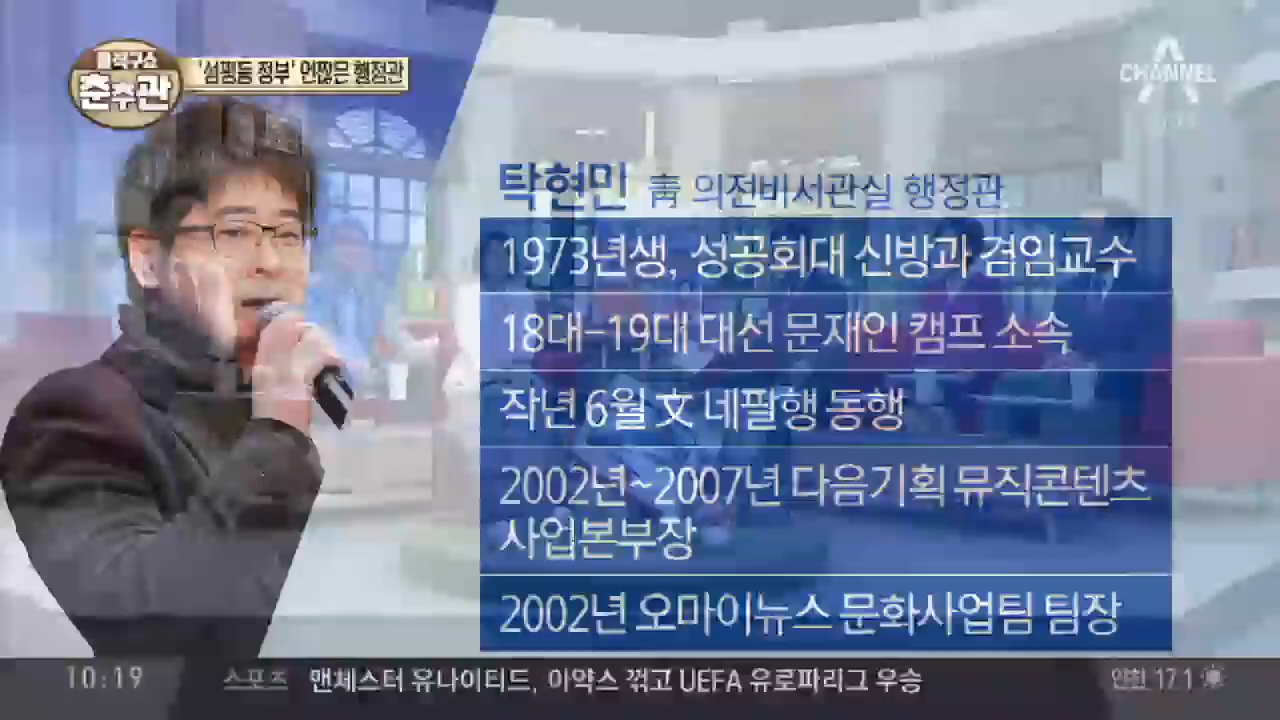 춘추관
정부' 언짢은 행정관
CHANNEL A
탁현민 靑 의전비서관실 행정관
1973년생, 성공회대 신방과 겸임교수
18대-19대 대선 문재인 캠프 소속
작년 6월 文 네팔행 동행
2002년~2007년 다음기획 뮤직콘텐츠
사업본부장
2002년 오마이뉴스 문화사업팀 팀장
10:19 스포츠 맨체스터 유나이티드, 아약스 꺾고 UEFA 유로파리그 우승 인천 17.1